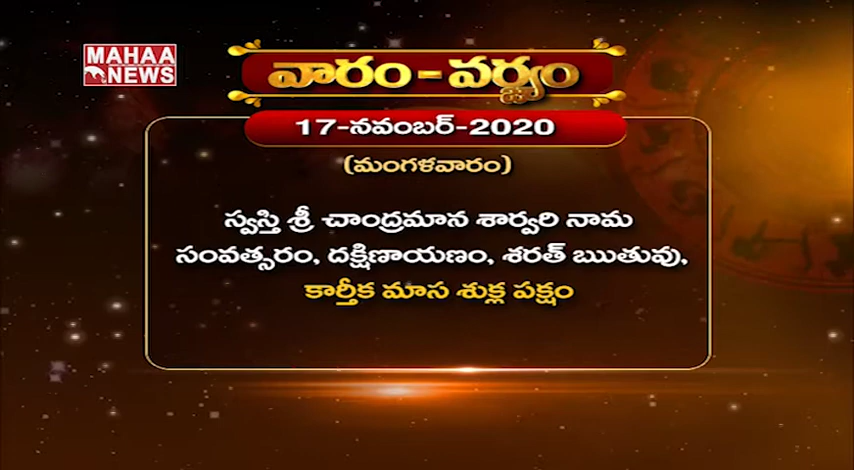 MAHAA
NEWS
వారం - వర్జ్యం
17-నవంబర్-2020
(మంగళవారం)
స్వస్తి శ్రీ చాంద్రమాన శార్వరి నామ
సంవత్సరం, దక్షిణాయణం, శరత్ ఋతువు,
కార్తీక మాస శుక్ల పక్షం